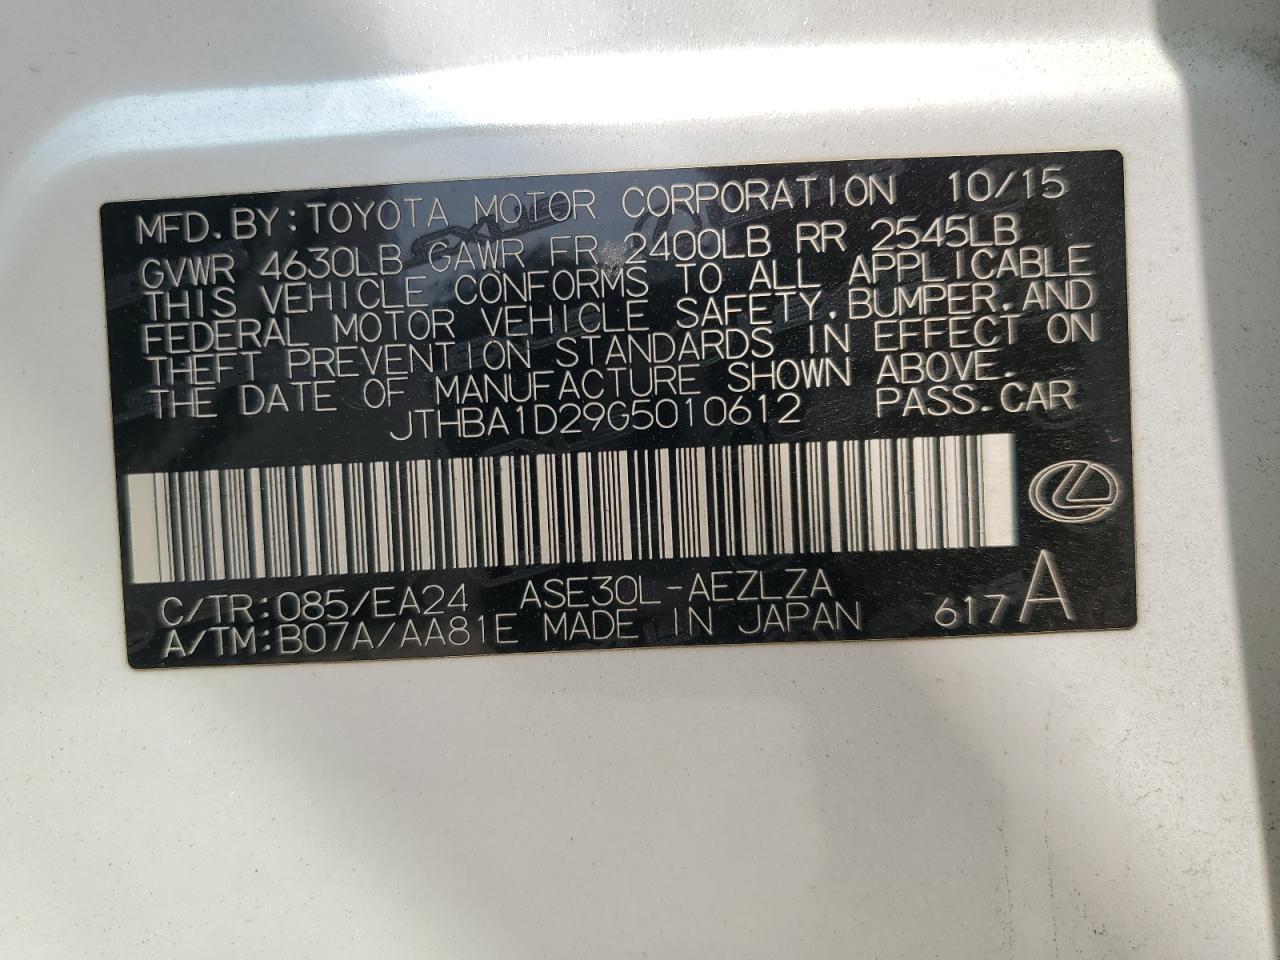 MFD. BY: TOYOTA MOTOR CORPORATION 10/15
GVWR 4630LB GAWR FR 2400LB RR 2545LB
THIS VEHICLE CONFORMS TO ALL APPLICABLE
FEDERAL MOTOR VEHICLE SAFETY, BUMPER, AND
THEFT PREVENTION STANDARDS IN EFFECT ON
THE DATE OF MANUFACTURE SHOWN ABOVE.
JTHBA1D29G5010612 PASS. CAR
C/TR: 085/EA24 ASE30L-AEZLZA
A/TM: B07A/AA81E MADE IN JAPAN 617 A